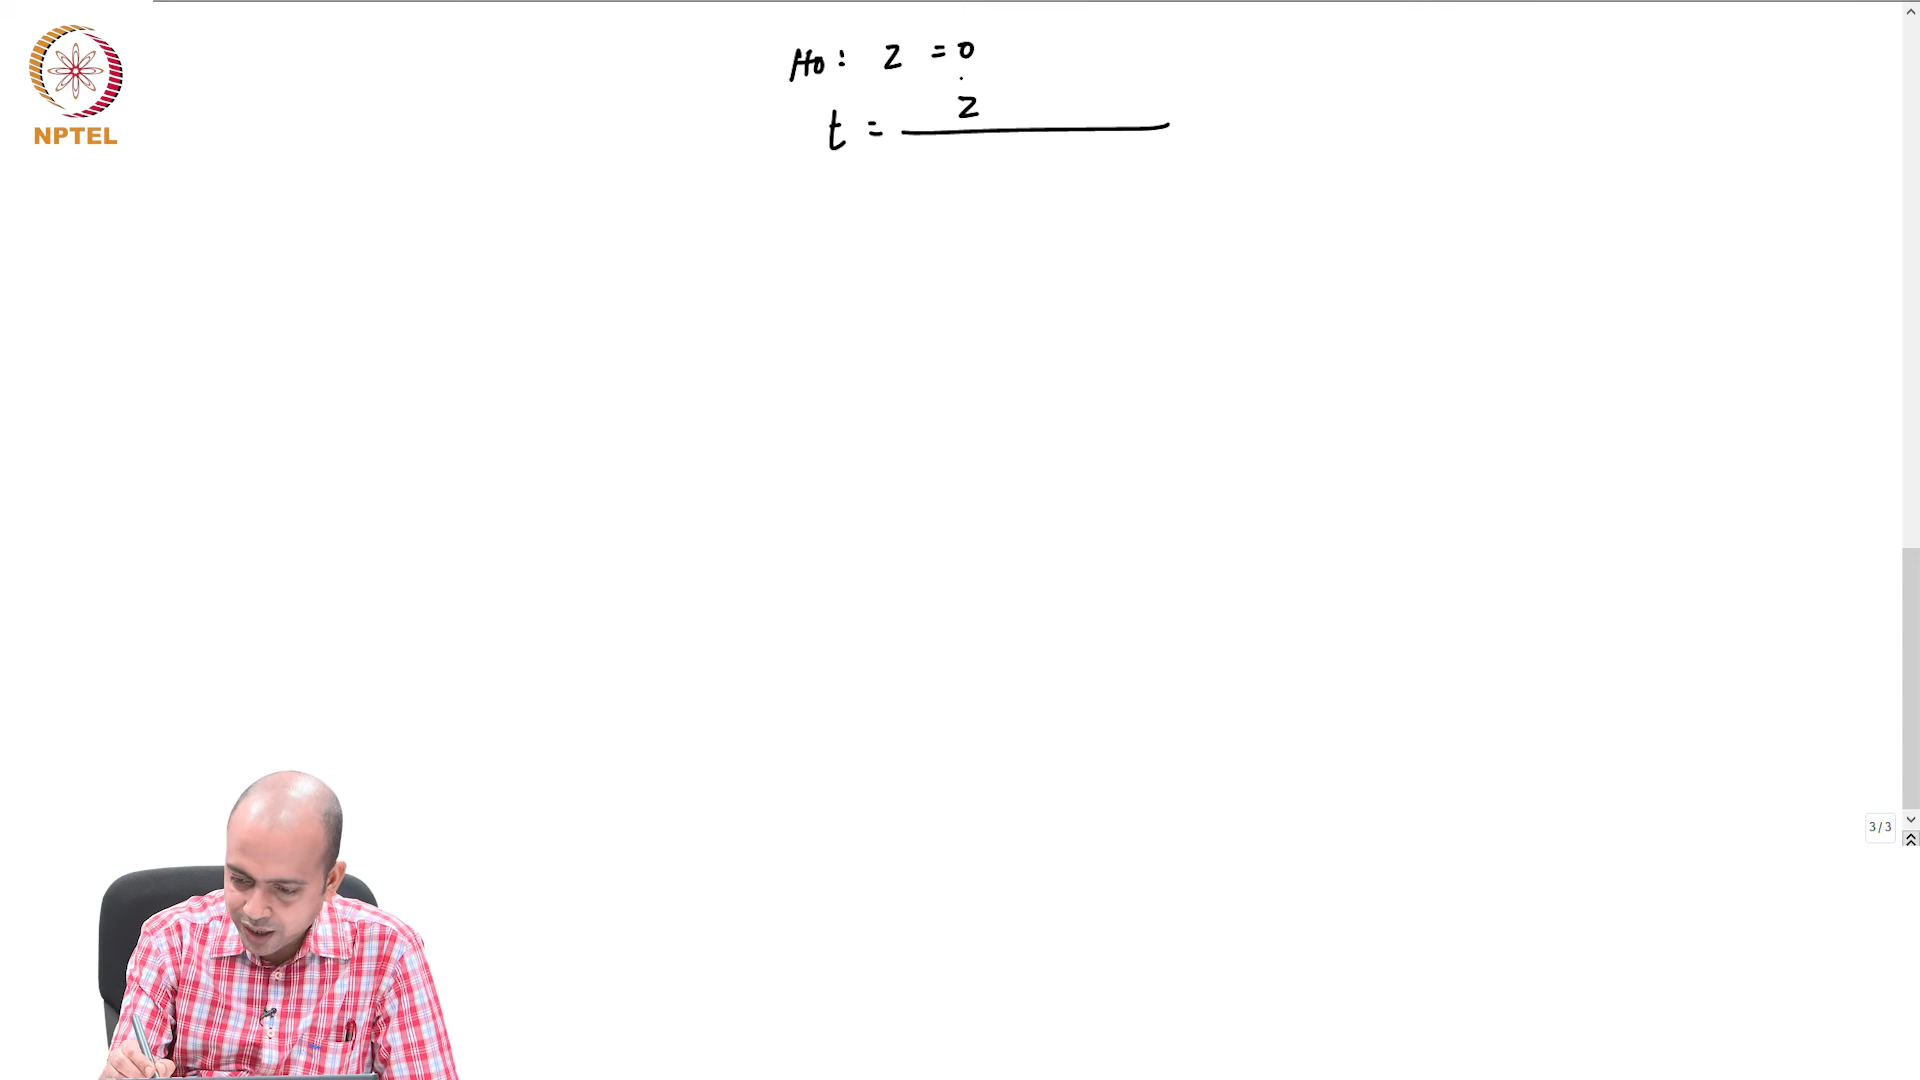 NPTEL
H0 : Z = 0
Z
t =
3 / 3